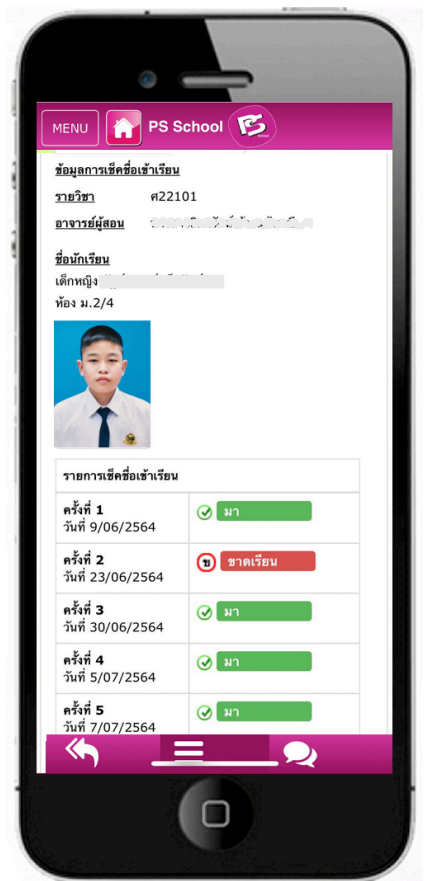 MENU PS School PS
ข้อมูลการเช็คชื่อเข้าเรียน
รายวิชา ศ22101
อาจารย์ผู้สอน
ชื่อนักเรียน
เด็กหญิง
ห้อง ม.2/4
รายการเช็คชื่อเข้าเรียน
ครั้งที่ 1 มา
วันที่ 9/06/2564
ครั้งที่ 2 ข ขาดเรียน
วันที่ 23/06/2564
ครั้งที่ 3 มา
วันที่ 30/06/2564
ครั้งที่ 4 มา
วันที่ 5/07/2564
ครั้งที่ 5 มา
วันที่ 7/07/2564